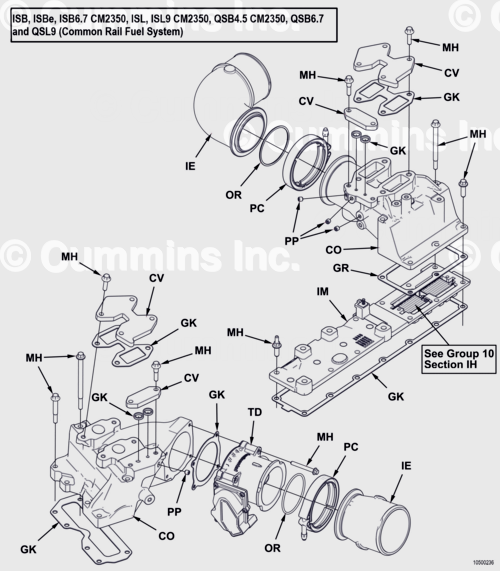 ISB, ISBe, ISB6.7 CM2350, ISL, ISL9 CM2350, QSB4.5 CM2350, QSB6.7
and QSL9 (Common Rail Fuel System)
MH
CV
MH
CV
GK
MH
GK
IE
OR
PC
PP
CO
© Cummins Inc.
© Cummins Inc.
GR
MH
CV
IM
GK
MH
MH
MH
See Group 10
Section IH
CV
GK
GK
GK
TD
MH
PC
IE
PP
OR
CO
GK
© Cummins Inc.
© Cummins Inc.
10500236